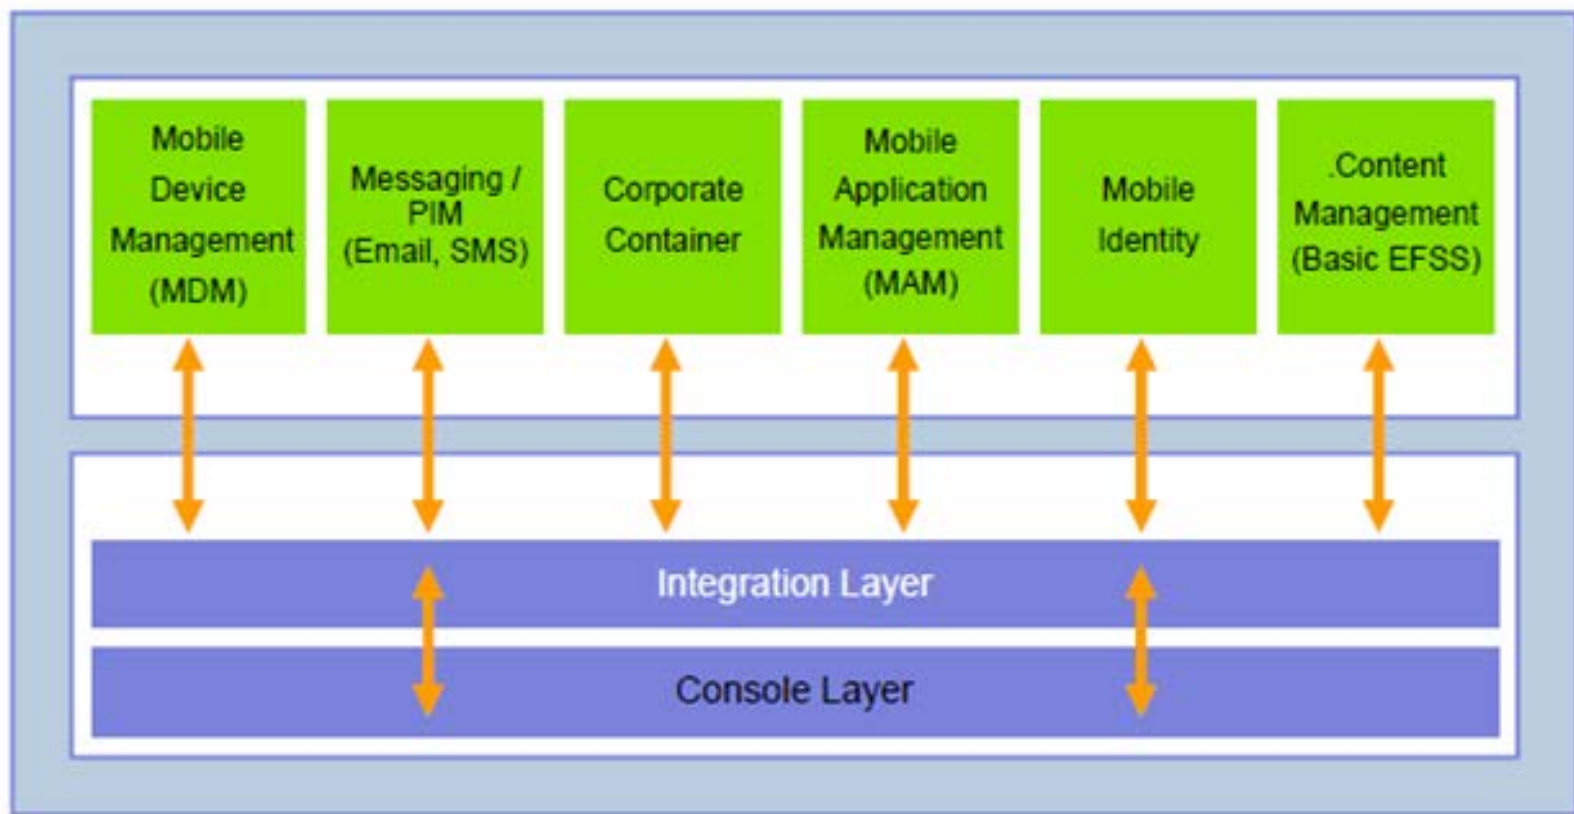 Mobile
Device
Management
(MDM)
Messaging /
PIM
(Email, SMS)
Corporate
Container
Mobile
Application
Management
(MAM)
Mobile
Identity
.Content
Management
(Basic EFSS)
Integration Layer
Console Layer